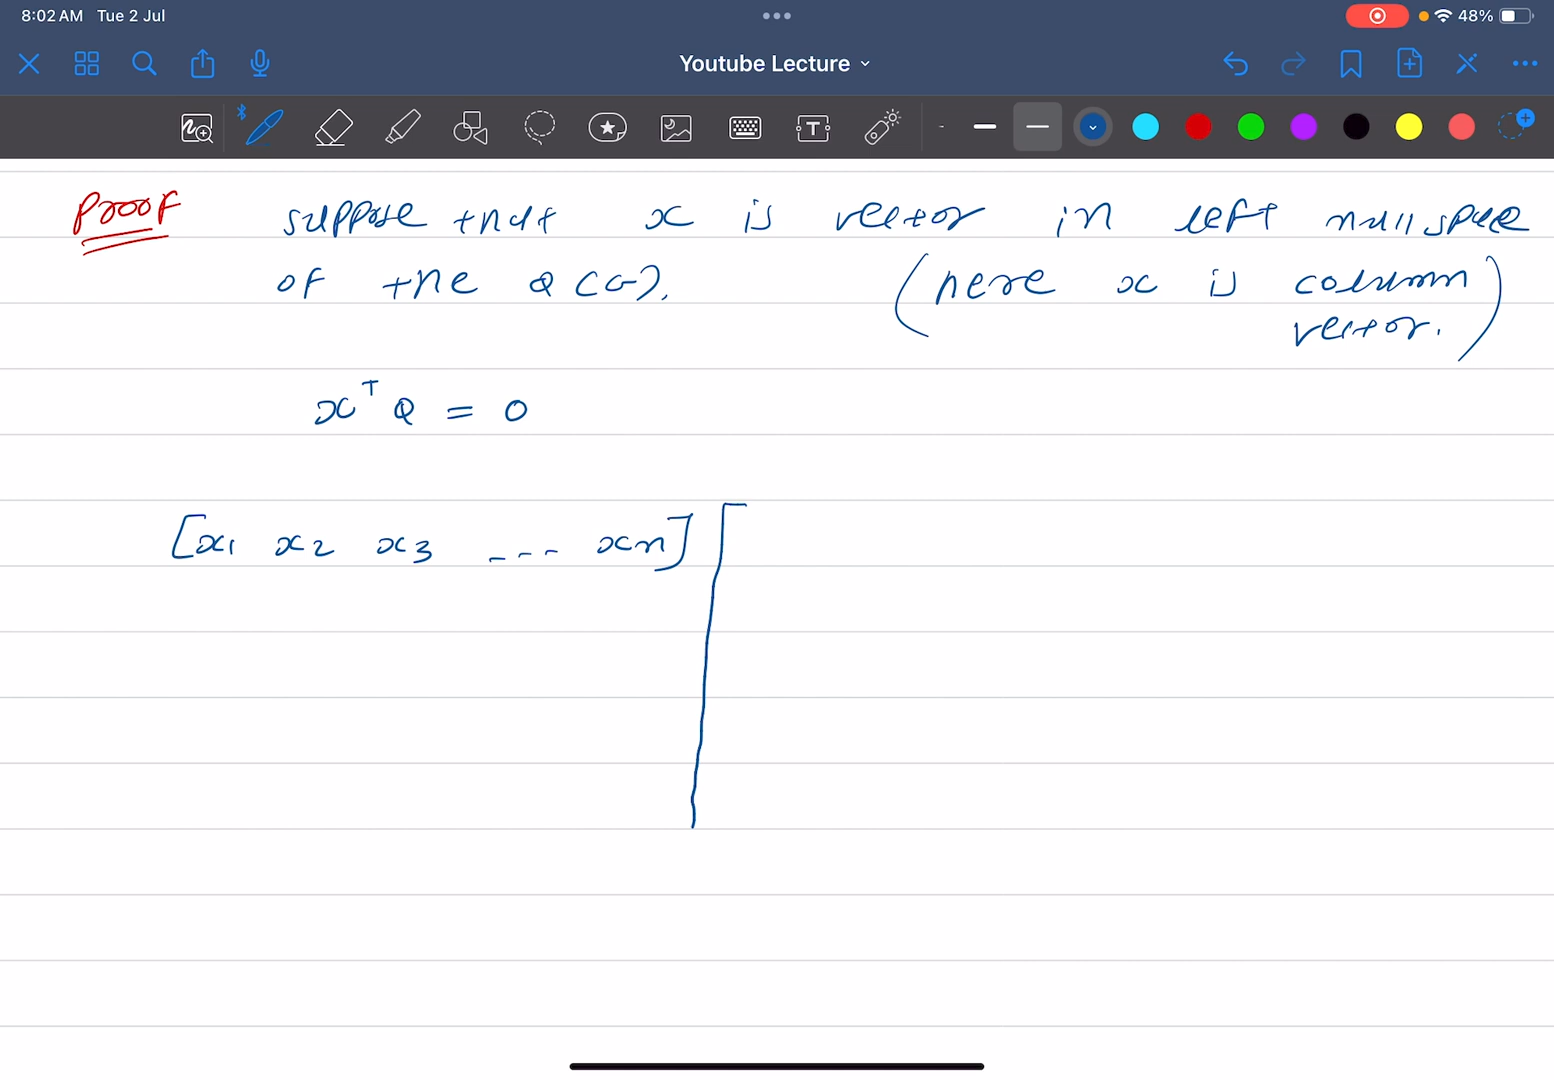 8:02 AM Tue 2 Jul
48%
Youtube Lecture
T
Proof suppose that x is vector in left null space
of the Q(G). (here x is column
vector.)
xᵀ Q = 0
[x₁ x₂ x₃ --- xn] [